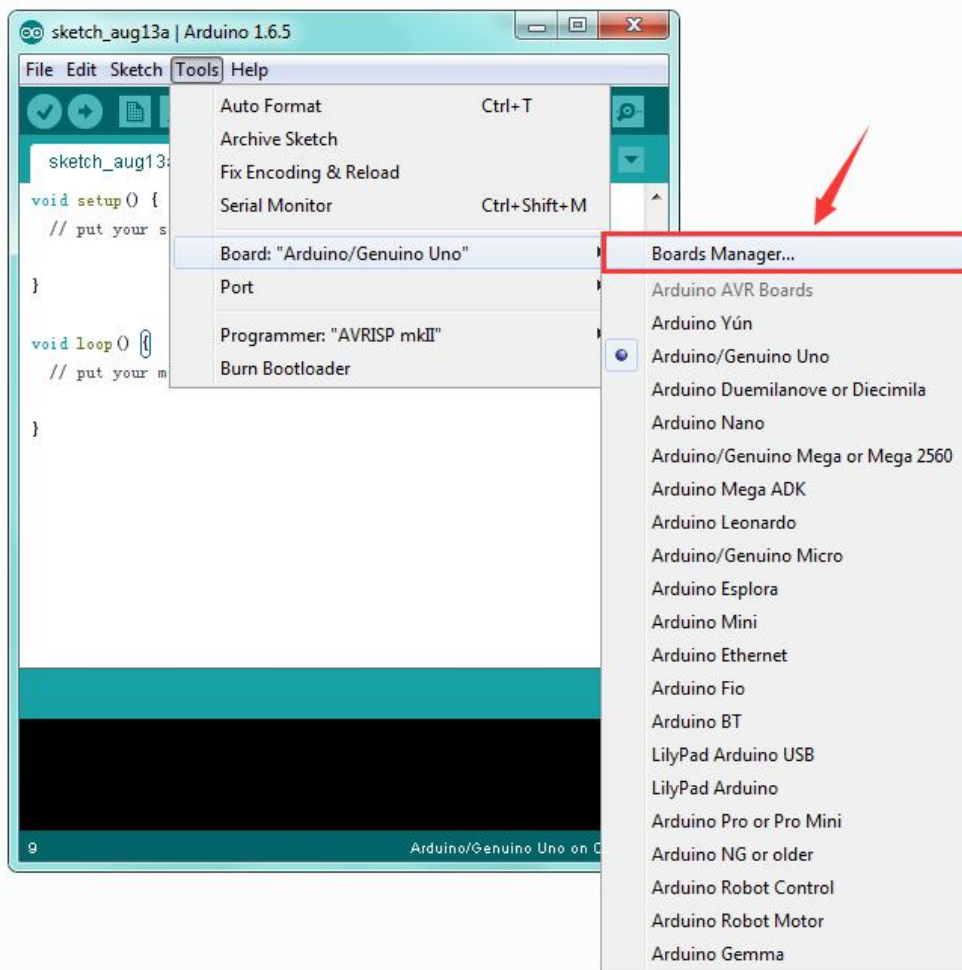 sketch_aug13a | Arduino 1.6.5
File Edit Sketch Tools Help
Auto Format Ctrl+T
Archive Sketch
Fix Encoding & Reload
Serial Monitor Ctrl+Shift+M
Board: "Arduino/Genuino Uno"
Port
Programmer: "AVRISP mkII"
Burn Bootloader
sketch_aug13a
void setup() {
// put your s
}
void loop() {
// put your m
}
9 Arduino/Genuino Uno on
Boards Manager...
Arduino AVR Boards
Arduino Yún
Arduino/Genuino Uno
Arduino Duemilanove or Diecimila
Arduino Nano
Arduino/Genuino Mega or Mega 2560
Arduino Mega ADK
Arduino Leonardo
Arduino/Genuino Micro
Arduino Esplora
Arduino Mini
Arduino Ethernet
Arduino Fio
Arduino BT
LilyPad Arduino USB
LilyPad Arduino
Arduino Pro or Pro Mini
Arduino NG or older
Arduino Robot Control
Arduino Robot Motor
Arduino Gemma